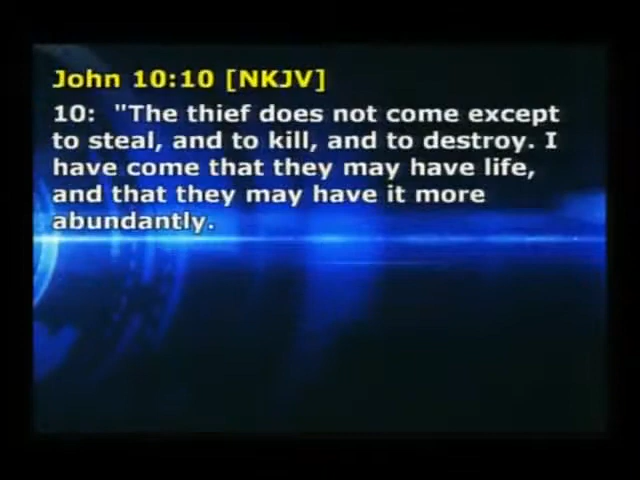 John 10:10 [NKJV]
10:  "The thief does not come except
to steal, and to kill, and to destroy. I
have come that they may have life,
and that they may have it more
abundantly.